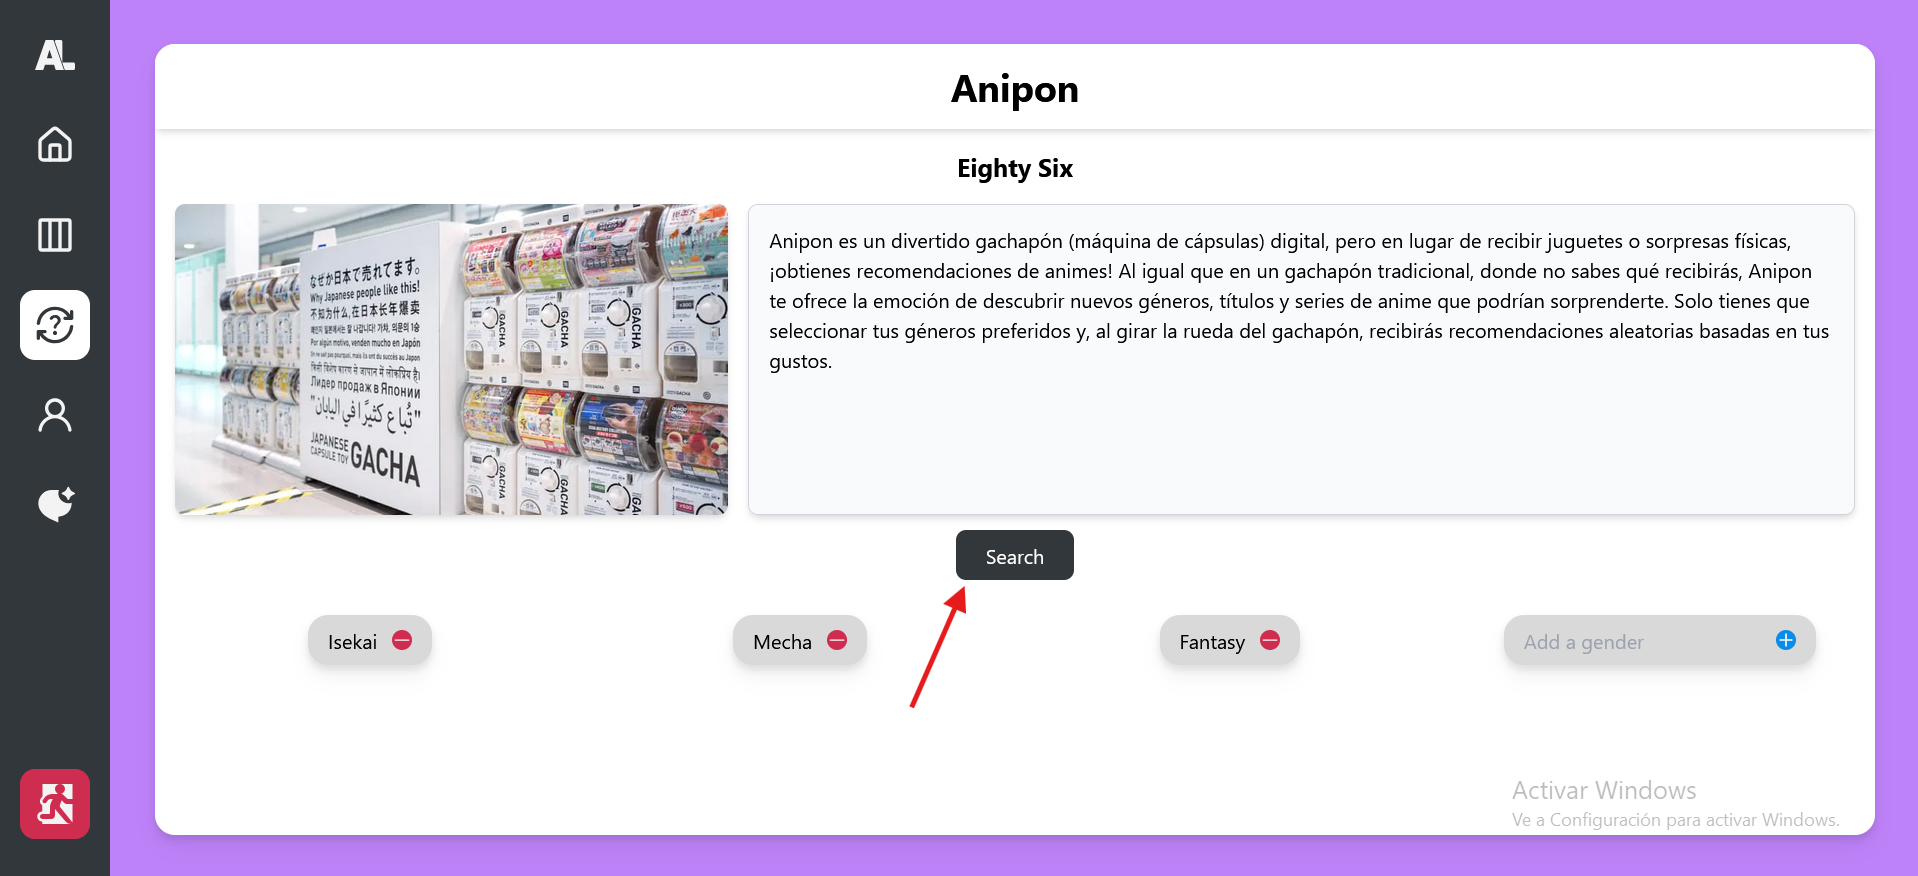 AL
Anipon
Eighty Six
なぜか日本で売れてます。
Why Japanese people like this!
不知为什么,在日本长年爆卖
Por algún motivo, venden mucho en Japón
Лидер продаж в Японии
"تُباع كثيرًا في اليابان"
JAPANESE
CAPSULE TOY GACHA
GACHA
GACHA
GACHA
GACHA
GACHA
GACHA
Anipon es un divertido gachapón (máquina de cápsulas) digital, pero en lugar de recibir juguetes o sorpresas físicas,
¡obtienes recomendaciones de animes! Al igual que en un gachapón tradicional, donde no sabes qué recibirás, Anipon
te ofrece la emoción de descubrir nuevos géneros, títulos y series de anime que podrían sorprenderte. Solo tienes que
seleccionar tus géneros preferidos y, al girar la rueda del gachapón, recibirás recomendaciones aleatorias basadas en tus
gustos.
Search
Isekai
Mecha
Fantasy
Add a gender
Activar Windows
Ve a Configuración para activar Windows.